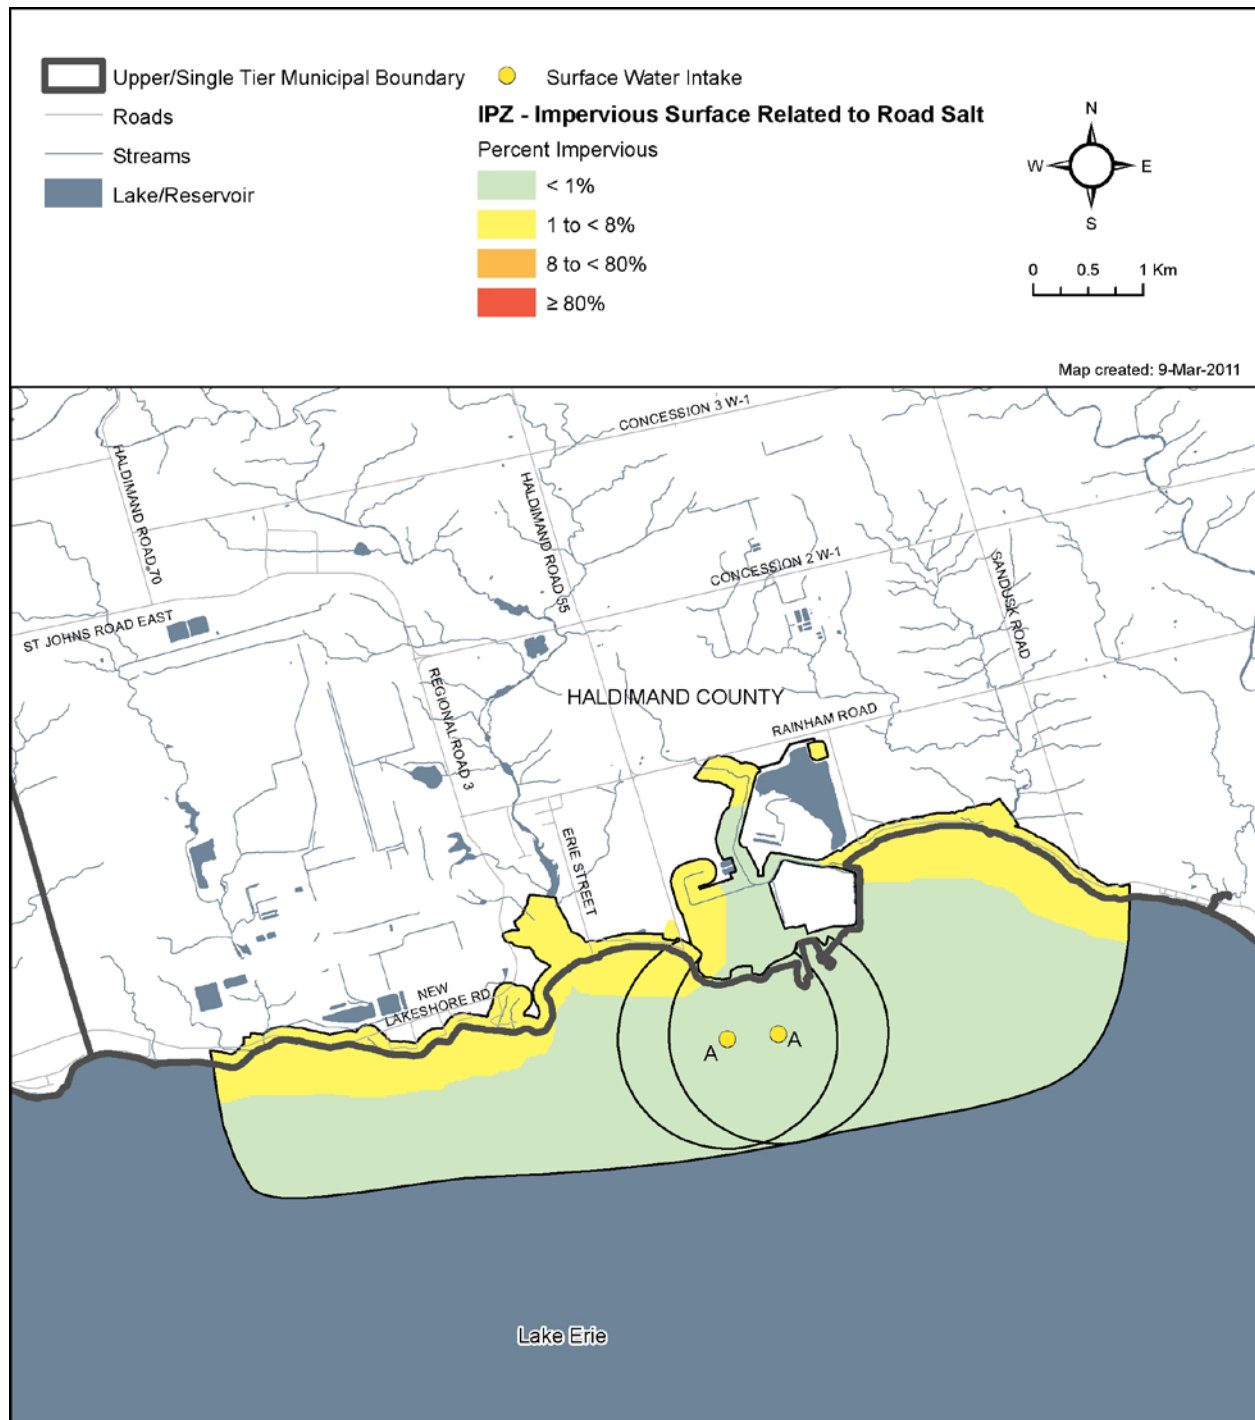 Upper/Single Tier Municipal Boundary
Roads
Streams
Lake/Reservoir
Surface Water Intake
IPZ - Impervious Surface Related to Road Salt
Percent Impervious
< 1%
1 to < 8%
8 to < 80%
≥ 80%
N
W
E
S
0 0.5 1 Km
Map created: 9-Mar-2011
CONCESSION 3 W-1
HALDIMAND ROAD 70
HALDIMAND ROAD 55
CONCESSION 2 W-1
SANDUSK ROAD
ST JOHNS ROAD EAST
REGIONAL ROAD 3
HALDIMAND COUNTY
RAINHAM ROAD
ERIE STREET
NEW
LAKESHORE RD
A
A
Lake Erie